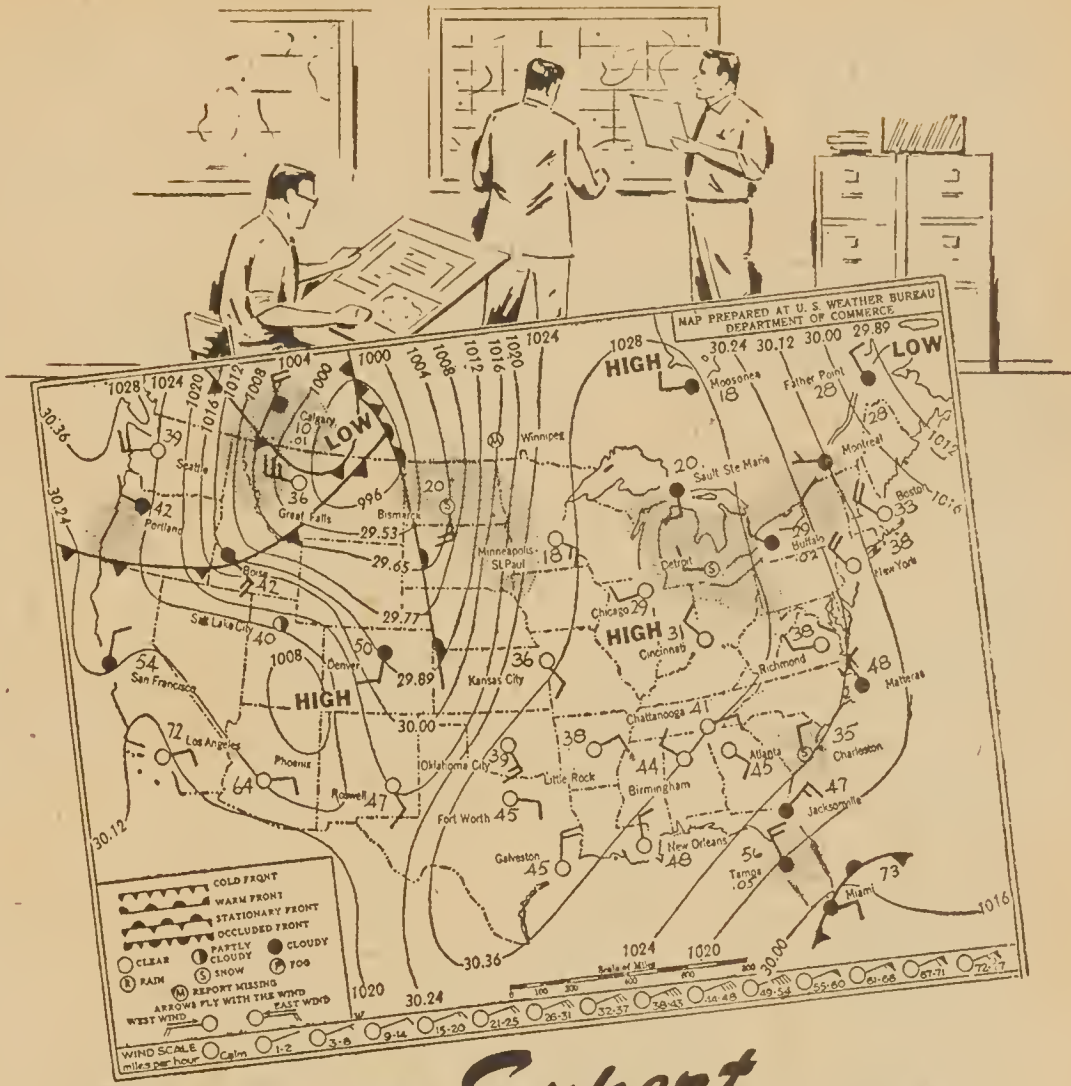 MAP PREPARED AT U. S. WEATHER BUREAU
DEPARTMENT OF COMMERCE
1028
1024
1020
1016
1012
1008
1004
1000
1000
1004
1008
1012
1016
1020
1024
1028
HIGH
30.24
30.12
30.00
29.89
LOW
30.36
39
Seattle
Calgary
10
.01
LOW
Winnipeg
Moosonee
18
Father Point
28
28
1012
Montreal
30.24
42
Portland
36
Great Falls
996
Bismarck
20
M
S
20
Sault Ste Marie
Boston
33
1016
29.53
29.65
Boise
42
Minneapolis-
St. Paul
18
Detroit
S
29
Buffalo
.02
38
New York
Salt Lake City
40
29.77
Chicago 29
HIGH
31
Cincinnati
38
Richmond
54
San Francisco
1008
HIGH
50
Denver
29.89
36
Kansas City
48
Hatteras
30.00
Chattanooga 41
72 Los Angeles
Phoenix
64
Roswell
47
Oklahoma City
39
38
Little Rock
44
Birmingham
Atlanta
45
S
35
Charleston
30.12
Fort Worth 45
47
Jacksonville
Galveston
45
New Orleans
48
56
Tampa
.05
73
Miami
1016
30.36
1024
1020
30.00
1020
30.24
COLD FRONT
WARM FRONT
STATIONARY FRONT
OCCLUDED FRONT
CLEAR
PARTLY
CLOUDY
CLOUDY
R RAIN
S SNOW
F FOG
M REPORT MISSING
ARROWS FLY WITH THE WIND
WEST WIND
EAST WIND
Scale of Miles
WIND SCALE
miles per hour
Calm
1-2
3-8
9-14
15-20
21-25
26-31
32-37
38-43
44-48
49-54
55-60
61-66
67-71
72-77